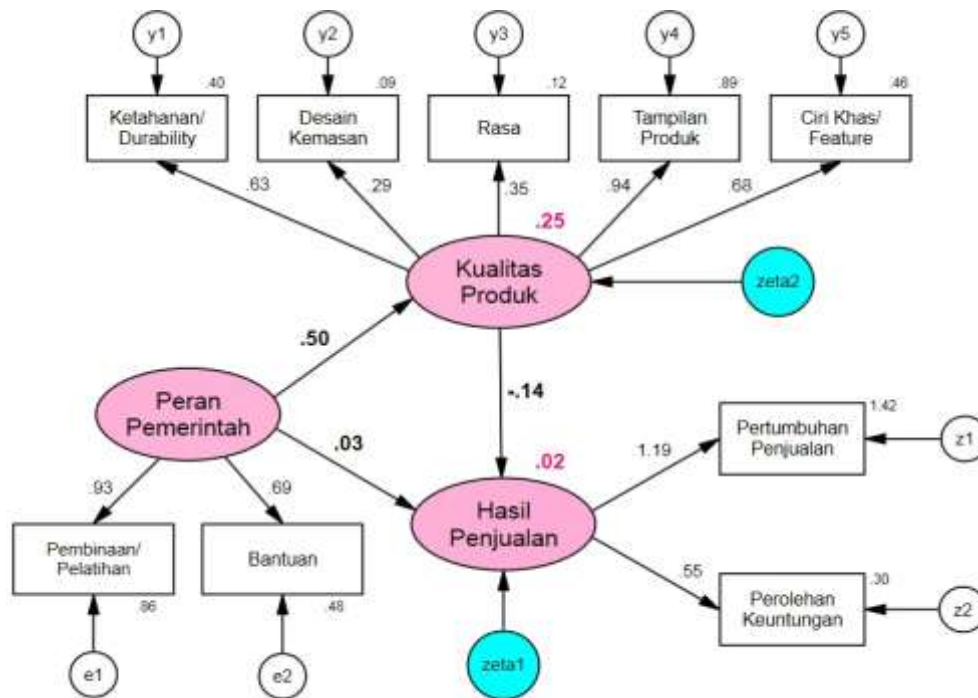 y1
y2
y3
y4
y5
.40
.09
.12
.89
.46
Ketahanan/
Durability
Desain
Kemasan
Rasa
Tampilan
Produk
Ciri Khas/
Feature
.63
.29
.35
.94
.68
.25
Kualitas
Produk
zeta2
.50
-.14
Peran
Pemerintah
.03
.02
1.42
Pertumbuhan
Penjualan
z1
1.19
.93
.69
Hasil
Penjualan
Pembinaan/
Pelatihan
Bantuan
.55
.30
Perolehan
Keuntungan
z2
.86
.48
e1
e2
zeta1